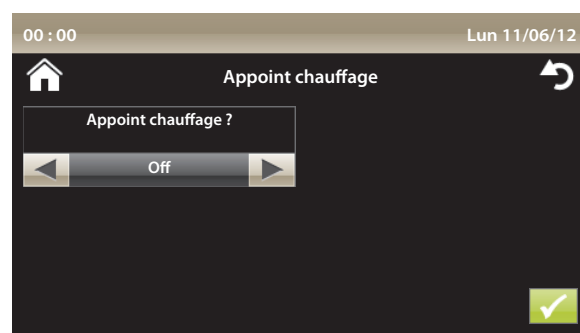 00 : 00 Lun 11/06/12
Appoint chauffage
Appoint chauffage ?
Off